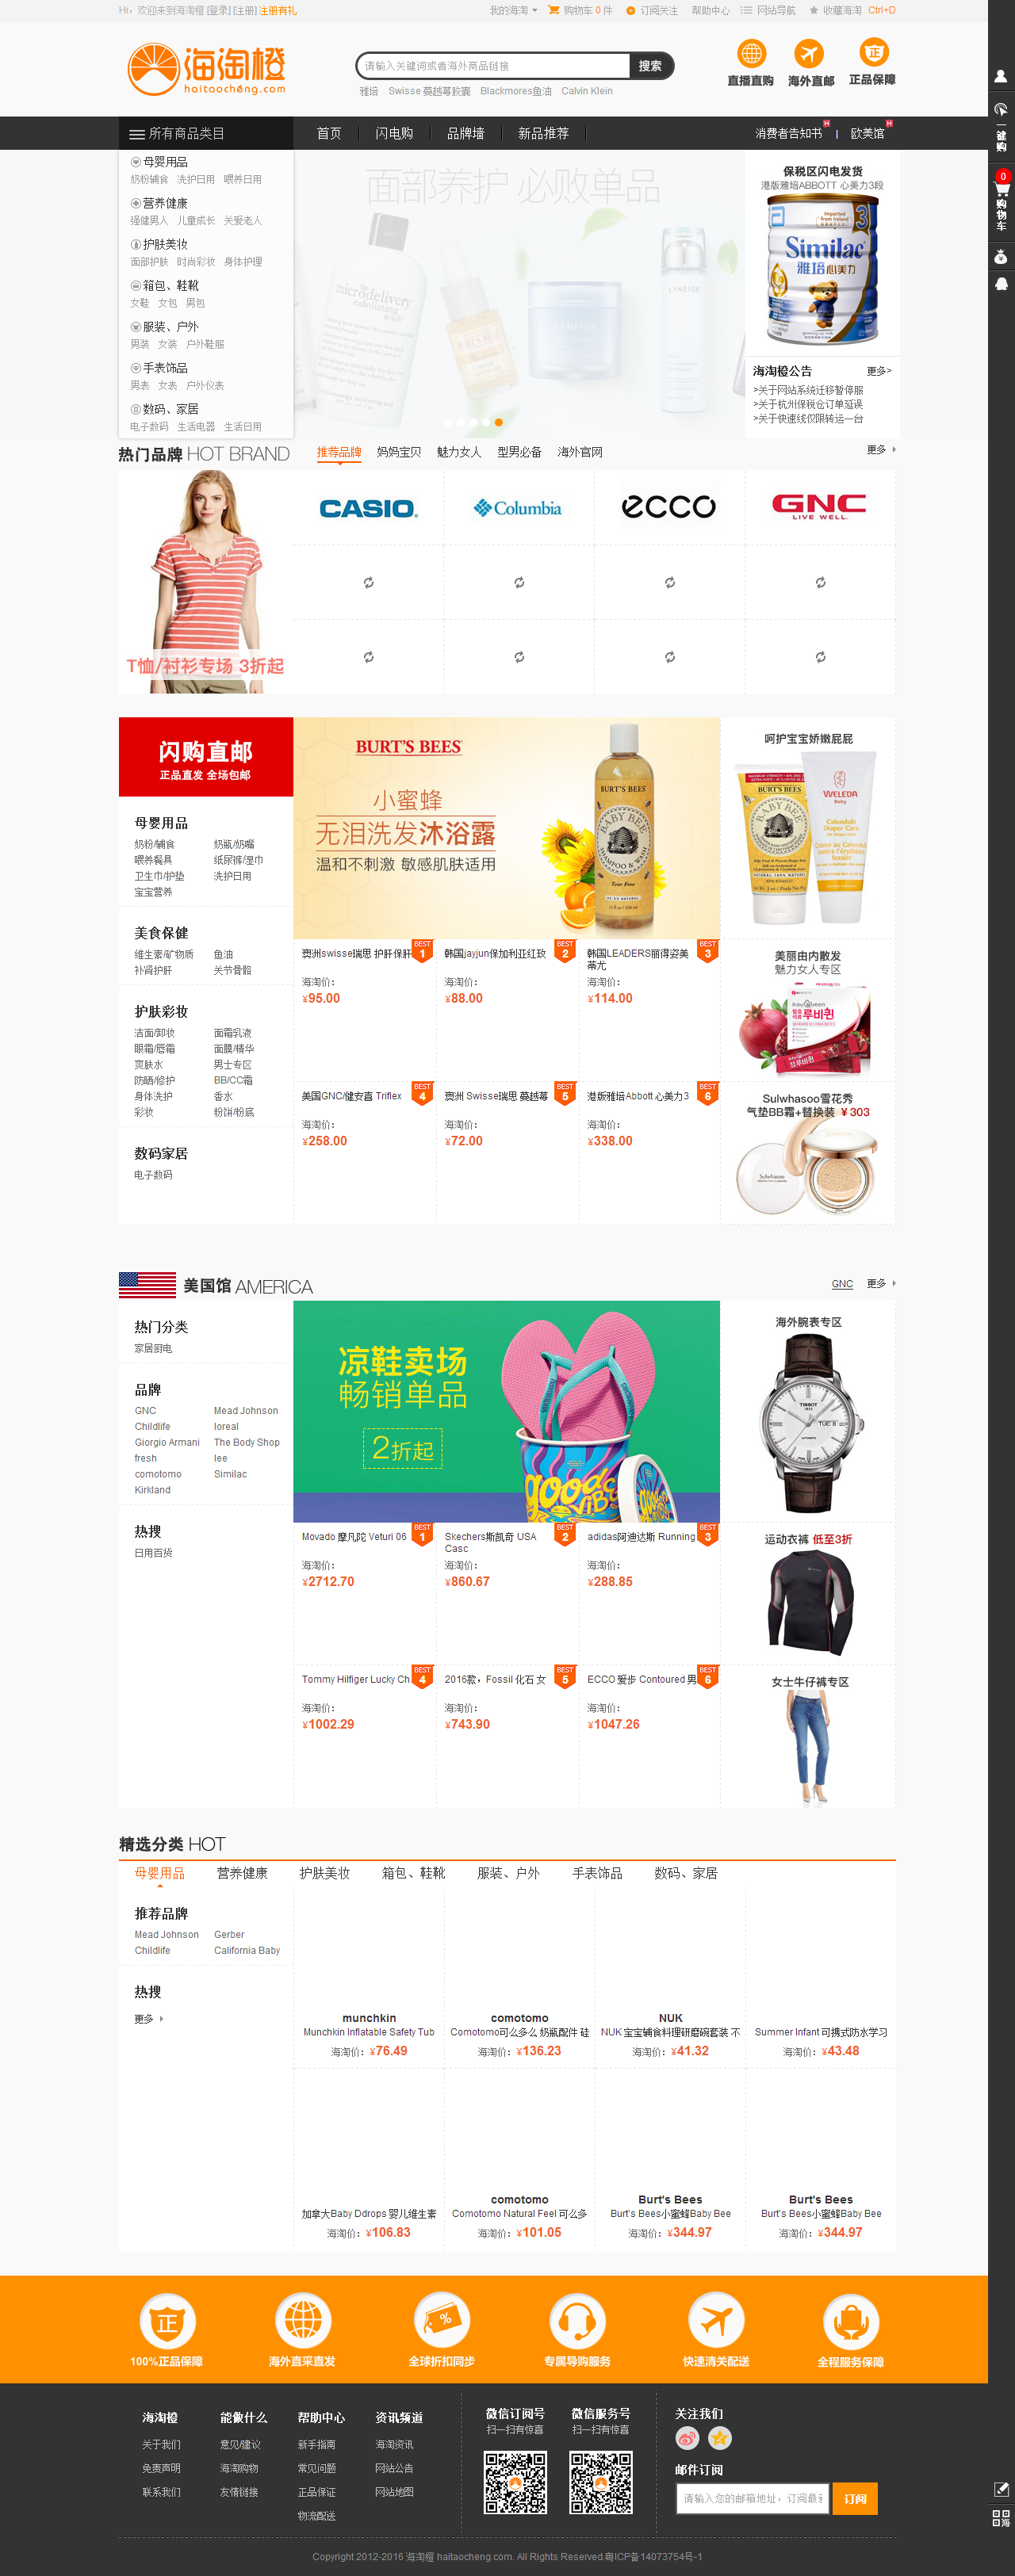 Hi，欢迎来到海淘橙 [登录] [注册] 注册有礼
我的海淘 购物车 0 件 订阅关注 帮助中心 网站导航 收藏海淘 Ctrl+D
海淘橙
haitaocheng.com
请输入关键词或者海外商品链接 搜索
雅培 Swisse 蔓越莓胶囊 Blackmores鱼油 Calvin Klein
直播直购 海外直邮 正品保障
所有商品类目 首页 闪电购 品牌墙 新品推荐 消费者告知书 欧美馆
一键购
0
购物车
母婴用品
奶粉辅食 洗护日用 喂养日用
营养健康
强健男人 儿童成长 关爱老人
护肤美妆
面部护肤 时尚彩妆 身体护理
箱包、鞋靴
女鞋 女包 男包
服装、户外
男装 女装 户外鞋服
手表饰品
男表 女表 户外仪表
数码、家居
电子数码 生活电器 生活日用
面部养护 必败单品
microdelivery
exfoliating
BURT'S BEES
LANEIGE
保税区闪电发货
港版雅培ABBOTT 心美力3段
3
Similac
雅培 心美力
海淘橙公告 更多>
>关于网站系统迁移暂停服
>关于杭州保税仓订单延误
>关于快速线仅限转运一台
热门品牌 HOT BRAND 推荐品牌 妈妈宝贝 魅力女人 型男必备 海外官网 更多
CASIO Columbia ecco GNC
LIVE WELL
T恤/衬衫专场 3折起
闪购直邮
正品直发 全场包邮
母婴用品
奶粉/辅食 奶瓶/奶嘴
喂养餐具 纸尿裤/湿巾
卫生巾/护垫 洗护日用
宝宝营养
美食保健
维生素/矿物质 鱼油
补肾护肝 关节骨骼
护肤彩妆
洁面/卸妆 面霜乳液
眼霜/唇霜 面膜/精华
爽肤水 男士专区
防晒/修护 BB/CC霜
身体洗护 香水
彩妆 粉饼/粉底
数码家居
电子数码
BURT'S BEES
小蜜蜂
无泪洗发沐浴露
温和不刺激 敏感肌肤适用
BURT'S BEES
BABY BEE
Tear Free
呵护宝宝娇嫩屁屁
BURT'S BEES
BABY BEE
WELEDA
Baby
Calendula
Diaper Care
澳洲swisse瑞思 护肝保肝 BEST 1
海淘价：
¥95.00
韩国jayjun保加利亚红玫 BEST 2
海淘价：
¥88.00
韩国LEADERS丽得姿美
蒂尤 BEST 3
海淘价：
¥114.00
美丽由内散发
魅力女人专区
루비퀸
美国GNC/健安喜 Triflex BEST 4
海淘价：
¥258.00
澳洲 Swisse瑞思 蔓越莓 BEST 5
海淘价：
¥72.00
港版雅培Abbott 心美力3 BEST 6
海淘价：
¥338.00
Sulwhasoo雪花秀
气垫BB霜+替换装 ¥303
Sulwhasoo
美国馆 AMERICA GNC 更多
热门分类
家居厨电
品牌
GNC Mead Johnson
Childlife loreal
Giorgio Armani The Body Shop
fresh lee
comotomo Similac
Kirkland
热搜
日用百货
凉鞋卖场
畅销单品
2折起
good
海外腕表专区
TISSOT
Movado 摩凡陀 Veturi 06 BEST 1
海淘价：
¥2712.70
Skechers斯凯奇 USA
Casc BEST 2
海淘价：
¥860.67
adidas阿迪达斯 Running BEST 3
海淘价：
¥288.85
运动衣裤 低至3折
Tommy Hilfiger Lucky Ch BEST 4
海淘价：
¥1002.29
2016款，Fossil 化石 女 BEST 5
海淘价：
¥743.90
ECCO 爱步 Contoured 男 BEST 6
海淘价：
¥1047.26
女士牛仔裤专区
精选分类 HOT
母婴用品 营养健康 护肤美妆 箱包、鞋靴 服装、户外 手表饰品 数码、家居
推荐品牌
Mead Johnson Gerber
Childlife California Baby
热搜
更多
munchkin
Munchkin Inflatable Safety Tub
海淘价：¥76.49
comotomo
Comotomo可么多么 奶瓶配件 硅
海淘价：¥136.23
NUK
NUK 宝宝辅食料理研磨碗套装 不
海淘价：¥41.32
Summer Infant 可携式防水学习
海淘价：¥43.48
加拿大Baby Ddrops 婴儿维生素
海淘价：¥106.83
comotomo
Comotomo Natural Feel 可么多
海淘价：¥101.05
Burt's Bees
Burt's Bees小蜜蜂Baby Bee
海淘价：¥344.97
Burt's Bees
Burt's Bees小蜜蜂Baby Bee
海淘价：¥344.97
100%正品保障 海外直采直发 全球折扣同步 专属导购服务 快速清关配送 全程服务保障
海淘橙
关于我们
免责声明
联系我们
能做什么
意见/建议
海淘购物
友情链接
帮助中心
新手指南
常见问题
正品保证
物流配送
资讯频道
海淘资讯
网站公告
网站地图
微信订阅号
扫一扫有惊喜
微信服务号
扫一扫有惊喜
关注我们
邮件订阅
请输入您的邮箱地址，订阅最新 订阅
Copyright 2012-2016 海淘橙 haitaocheng.com. All Rights Reserved.粤ICP备14073754号-1